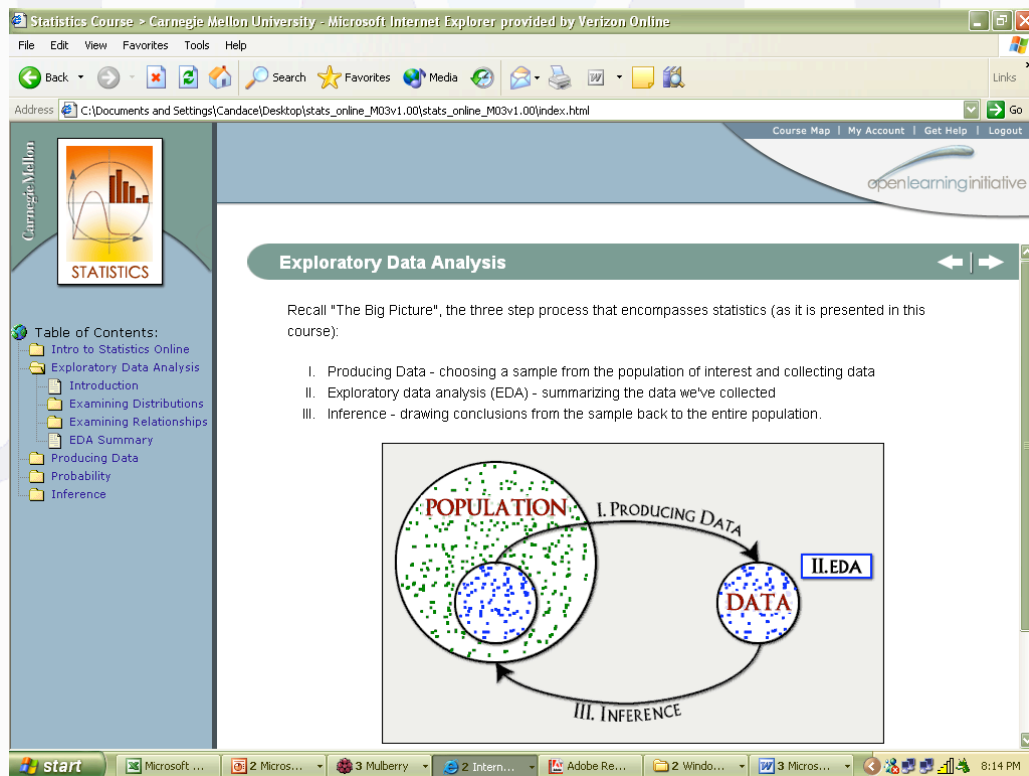 Statistics Course > Carnegie Mellon University - Microsoft Internet Explorer provided by Verizon Online
File Edit View Favorites Tools Help
Back Search Favorites Media Links
Address C:\Documents and Settings\Candace\Desktop\stats_online_M03v1.00\stats_online_M03v1.00\index.html Go
Course Map | My Account | Get Help | Logout
Carnegie Mellon
openlearninginitiative
STATISTICS
Exploratory Data Analysis
Recall "The Big Picture", the three step process that encompasses statistics (as it is presented in this
course):
I. Producing Data - choosing a sample from the population of interest and collecting data
II. Exploratory data analysis (EDA) - summarizing the data we've collected
III. Inference - drawing conclusions from the sample back to the entire population.
Table of Contents:
Intro to Statistics Online
Exploratory Data Analysis
Introduction
Examining Distributions
Examining Relationships
EDA Summary
Producing Data
Probability
Inference
POPULATION
I. PRODUCING DATA
II.EDA
DATA
III. INFERENCE
start Microsoft ... 2 Micros... 3 Mulberry 2 Intern... Adobe Re... 2 Windo... 3 Micros... 8:14 PM